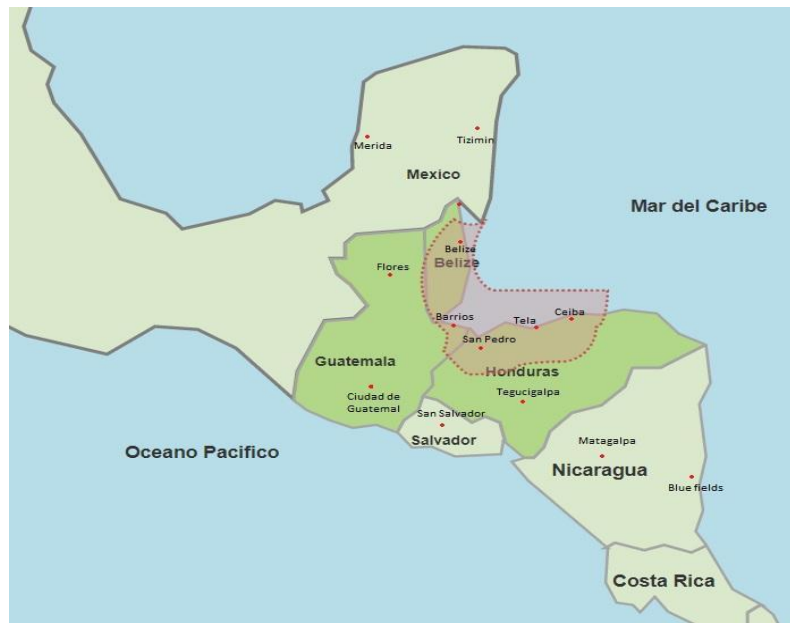 Merida
Tizimin
Mexico
Mar del Caribe
Belize
Belize
Flores
Barrios
Tela
Ceiba
San Pedro
Guatemala
Honduras
Ciudad de
Guatemal
Tegucigalpa
San Salvador
Salvador
Oceano Pacifico
Matagalpa
Nicaragua
Blue fields
Costa Rica